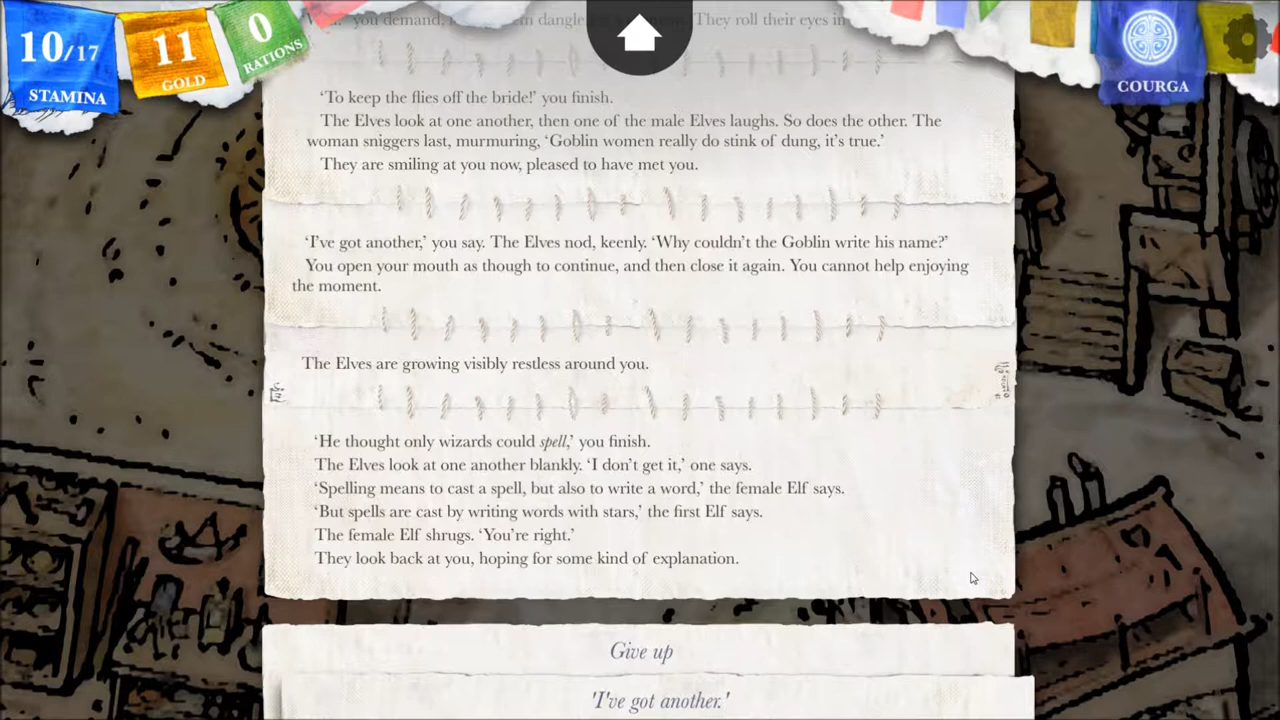 you demand,
dangle
They roll their eyes in
10/17
STAMINA
11
GOLD
0
RATIONS
COURGA
‘To keep the flies off the bride!’ you finish.
The Elves look at one another, then one of the male Elves laughs. So does the other. The
woman sniggers last, murmuring, ‘Goblin women really do stink of dung, it’s true.’
They are smiling at you now, pleased to have met you.
‘I’ve got another,’ you say. The Elves nod, keenly. ‘Why couldn’t the Goblin write his name?’
You open your mouth as though to continue, and then close it again. You cannot help enjoying
the moment.
The Elves are growing visibly restless around you.
‘He thought only wizards could spell,’ you finish.
The Elves look at one another blankly. ‘I don’t get it,’ one says.
‘Spelling means to cast a spell, but also to write a word,’ the female Elf says.
‘But spells are cast by writing words with stars,’ the first Elf says.
The female Elf shrugs. ‘You’re right.’
They look back at you, hoping for some kind of explanation.
Give up
'I've got another.'